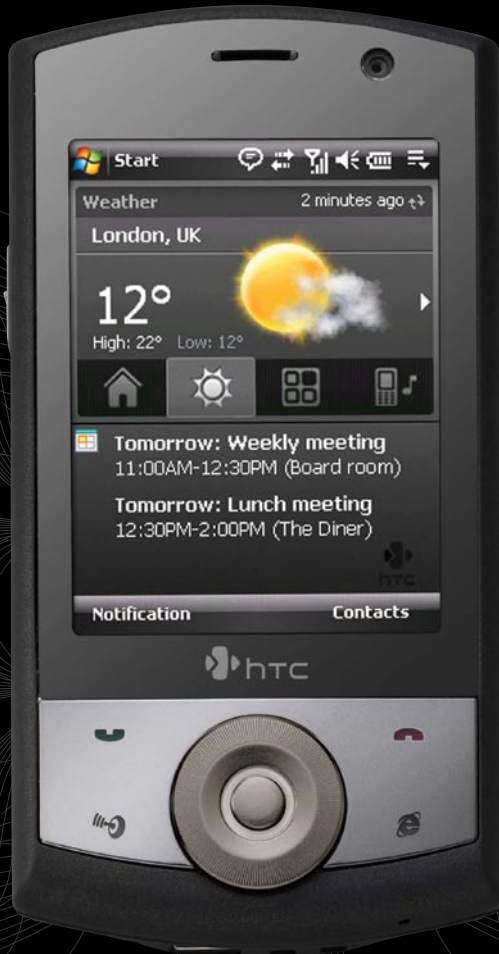 Start
Weather 2 minutes ago
London, UK
12°
High: 22° Low: 12°
Tomorrow: Weekly meeting
11:00AM-12:30PM (Board room)
Tomorrow: Lunch meeting
12:30PM-2:00PM (The Diner)
hTC
Notification Contacts
hTC